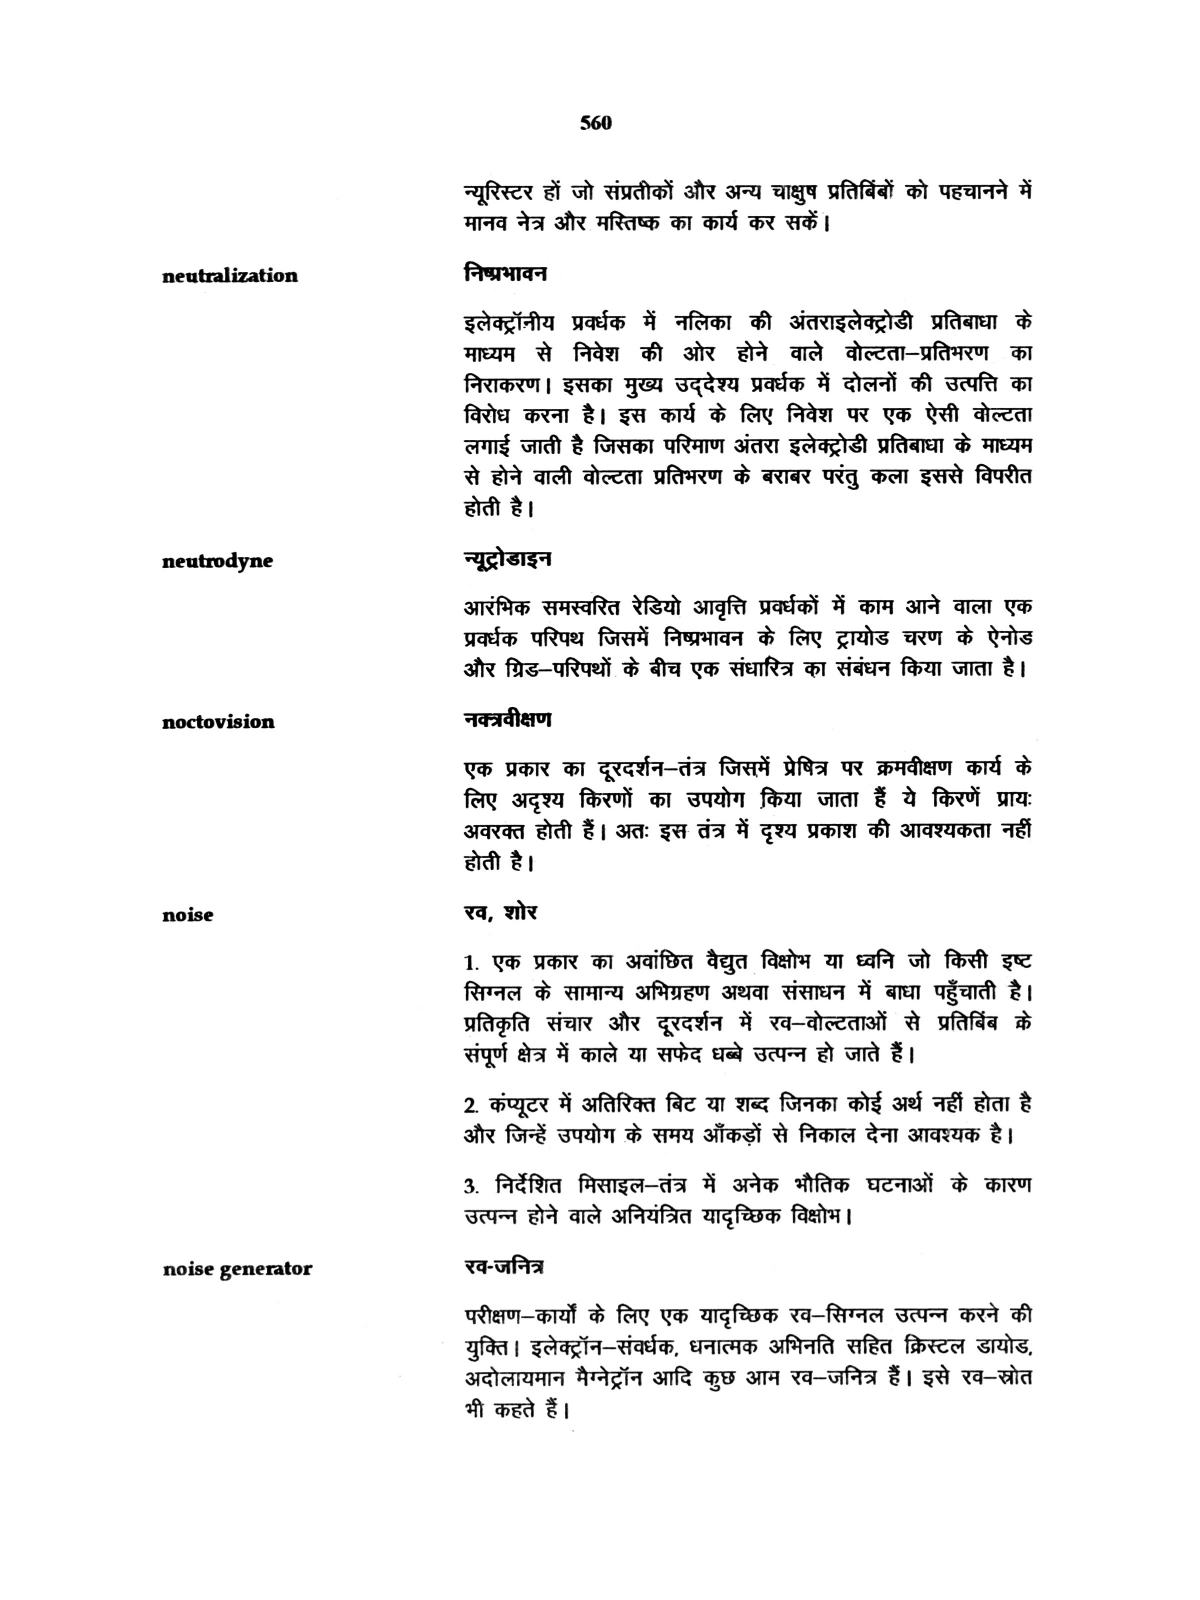 560
न्यूरिस्टर हों जो संप्रतीकों और अन्य चाक्षुष प्रतिबिंबों को पहचानने में
मानव नेत्र और मस्तिष्क का कार्य कर सकें।
neutralization निष्प्रभावन
इलेक्ट्रॉनीय प्रवर्धक में नलिका की अंतराइलेक्ट्रोडी प्रतिबाधा के
माध्यम से निवेश की ओर होने वाले वोल्टता–प्रतिभरण का
निराकरण। इसका मुख्य उद्‌देश्य प्रवर्धक में दोलनों की उत्पत्ति का
विरोध करना है। इस कार्य के लिए निवेश पर एक ऐसी वोल्टता
लगाई जाती है जिसका परिमाण अंतरा इलेक्ट्रोडी प्रतिबाधा के माध्यम
से होने वाली वोल्टता प्रतिभरण के बराबर परंतु कला इससे विपरीत
होती है।
neutrodyne न्यूट्रोडाइन
आरंभिक समस्वरित रेडियो आवृत्ति प्रवर्धकों में काम आने वाला एक
प्रवर्धक परिपथ जिसमें निष्प्रभावन के लिए ट्रायोड चरण के ऐनोड
और ग्रिड–परिपथों के बीच एक संधारित्र का संबंधन किया जाता है।
noctovision नक्त्रवीक्षण
एक प्रकार का दूरदर्शन–तंत्र जिसमें प्रेषित्र पर क्रमवीक्षण कार्य के
लिए अदृश्य किरणों का उपयोग किया जाता हैं ये किरणें प्रायः
अवरक्त होती हैं। अतः इस तंत्र में दृश्य प्रकाश की आवश्यकता नहीं
होती है।
noise रव, शोर
1. एक प्रकार का अवांछित वैद्युत विक्षोभ या ध्वनि जो किसी इष्ट
सिग्नल के सामान्य अभिग्रहण अथवा संसाधन में बाधा पहुँचाती है।
प्रतिकृति संचार और दूरदर्शन में रव–वोल्टताओं से प्रतिबिंब के
संपूर्ण क्षेत्र में काले या सफेद धब्बे उत्पन्न हो जाते हैं।
2. कंप्यूटर में अतिरिक्त बिट या शब्द जिनका कोई अर्थ नहीं होता है
और जिन्हें उपयोग के समय आँकड़ों से निकाल देना आवश्यक है।
3. निर्देशित मिसाइल–तंत्र में अनेक भौतिक घटनाओं के कारण
उत्पन्न होने वाले अनियंत्रित यादृच्छिक विक्षोभ।
noise generator रव-जनित्र
परीक्षण–कार्यों के लिए एक यादृच्छिक रव–सिग्नल उत्पन्न करने की
युक्ति। इलेक्ट्रॉन–संवर्धक, धनात्मक अभिनति सहित क्रिस्टल डायोड,
अदोलायमान मैग्नेट्रॉन आदि कुछ आम रव–जनित्र हैं। इसे रव–स्रोत
भी कहते हैं।